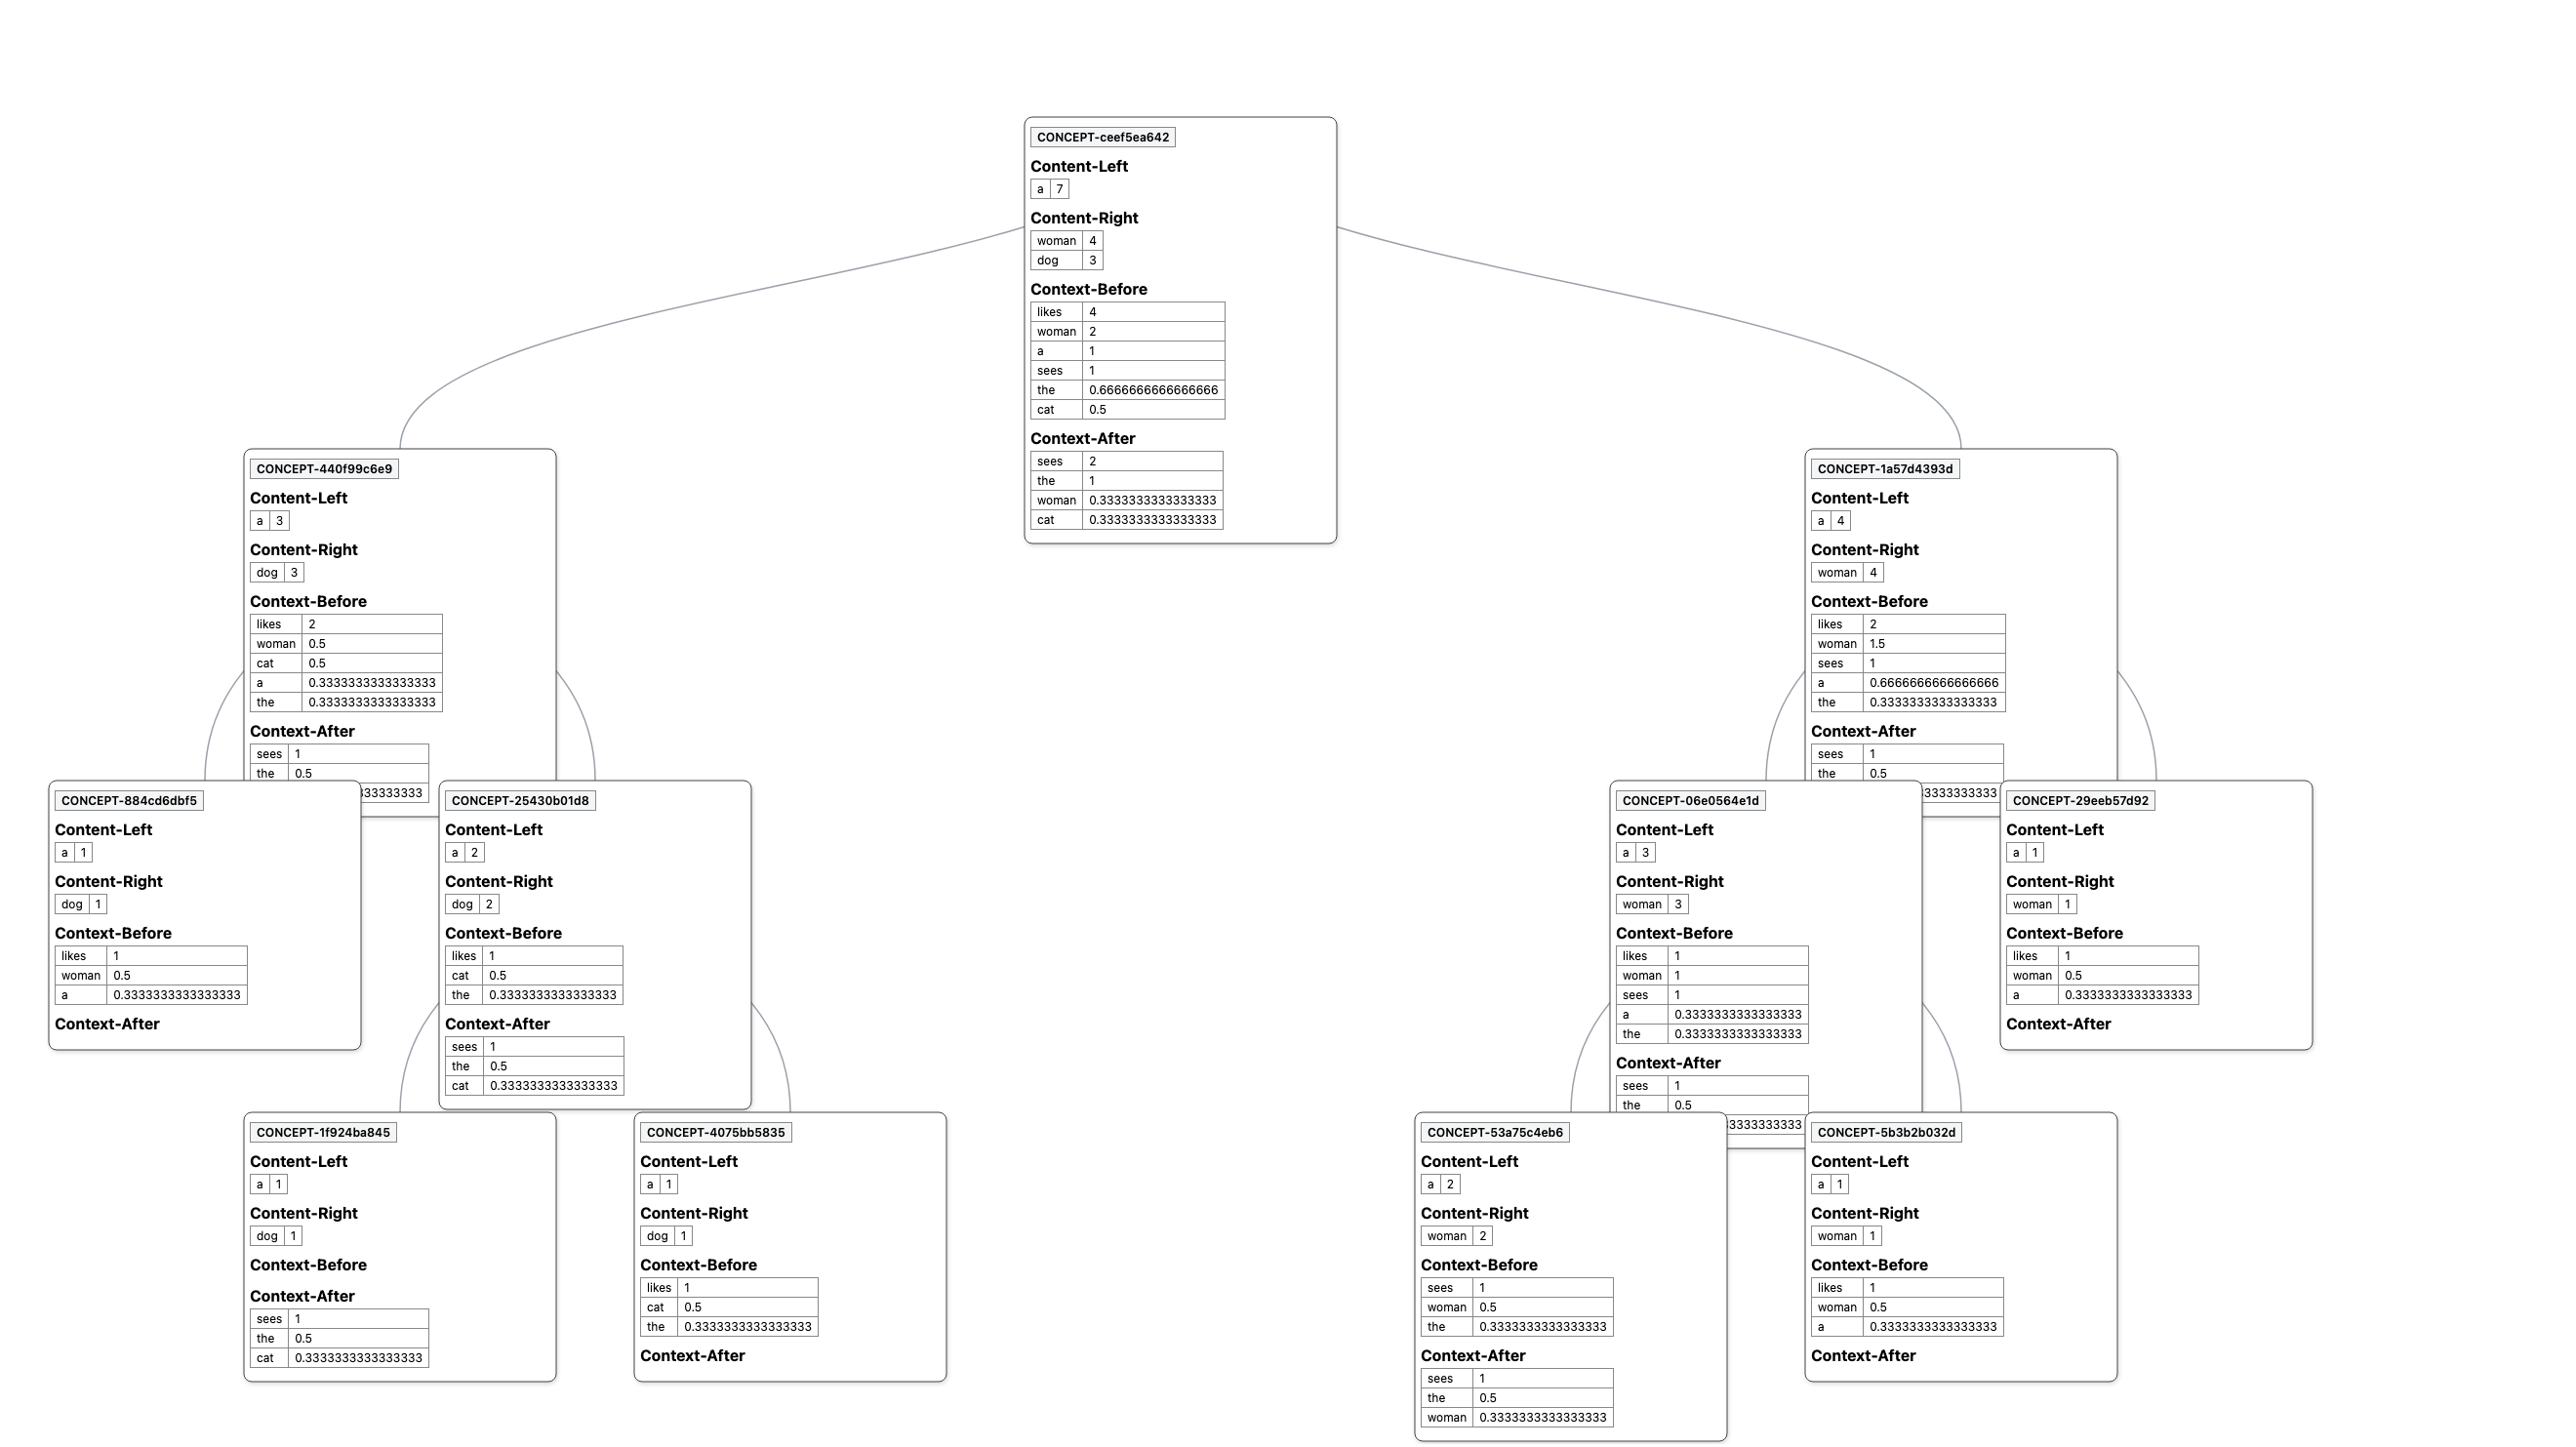 CONCEPT-ceef5ea642
Content-Left
a 7
Content-Right
woman 4
dog 3
Context-Before
likes 4
woman 2
a 1
sees 1
the 0.6666666666666666
cat 0.5
Context-After
sees 2
the 1
woman 0.3333333333333333
cat 0.3333333333333333
CONCEPT-440f99c6e9
Content-Left
a 3
Content-Right
dog 3
Context-Before
likes 2
woman 0.5
cat 0.5
a 0.3333333333333333
the 0.3333333333333333
Context-After
sees 1
the 0.5
CONCEPT-1a57d4393d
Content-Left
a 4
Content-Right
woman 4
Context-Before
likes 2
woman 1.5
sees 1
a 0.6666666666666666
the 0.3333333333333333
Context-After
sees 1
the 0.5
CONCEPT-884cd6dbf5
Content-Left
a 1
Content-Right
dog 1
Context-Before
likes 1
woman 0.5
a 0.3333333333333333
Context-After
CONCEPT-25430b01d8
Content-Left
a 2
Content-Right
dog 2
Context-Before
likes 1
cat 0.5
the 0.3333333333333333
Context-After
sees 1
the 0.5
cat 0.3333333333333333
CONCEPT-06e0564e1d
Content-Left
a 3
Content-Right
woman 3
Context-Before
likes 1
woman 1
sees 1
a 0.3333333333333333
the 0.3333333333333333
Context-After
sees 1
the 0.5
CONCEPT-29eeb57d92
Content-Left
a 1
Content-Right
woman 1
Context-Before
likes 1
woman 0.5
a 0.3333333333333333
Context-After
CONCEPT-1f924ba845
Content-Left
a 1
Content-Right
dog 1
Context-Before
Context-After
sees 1
the 0.5
cat 0.3333333333333333
CONCEPT-4075bb5835
Content-Left
a 1
Content-Right
dog 1
Context-Before
likes 1
cat 0.5
the 0.3333333333333333
Context-After
CONCEPT-53a75c4eb6
Content-Left
a 2
Content-Right
woman 2
Context-Before
sees 1
woman 0.5
the 0.3333333333333333
Context-After
sees 1
the 0.5
woman 0.3333333333333333
CONCEPT-5b3b2b032d
Content-Left
a 1
Content-Right
woman 1
Context-Before
likes 1
woman 0.5
a 0.3333333333333333
Context-After